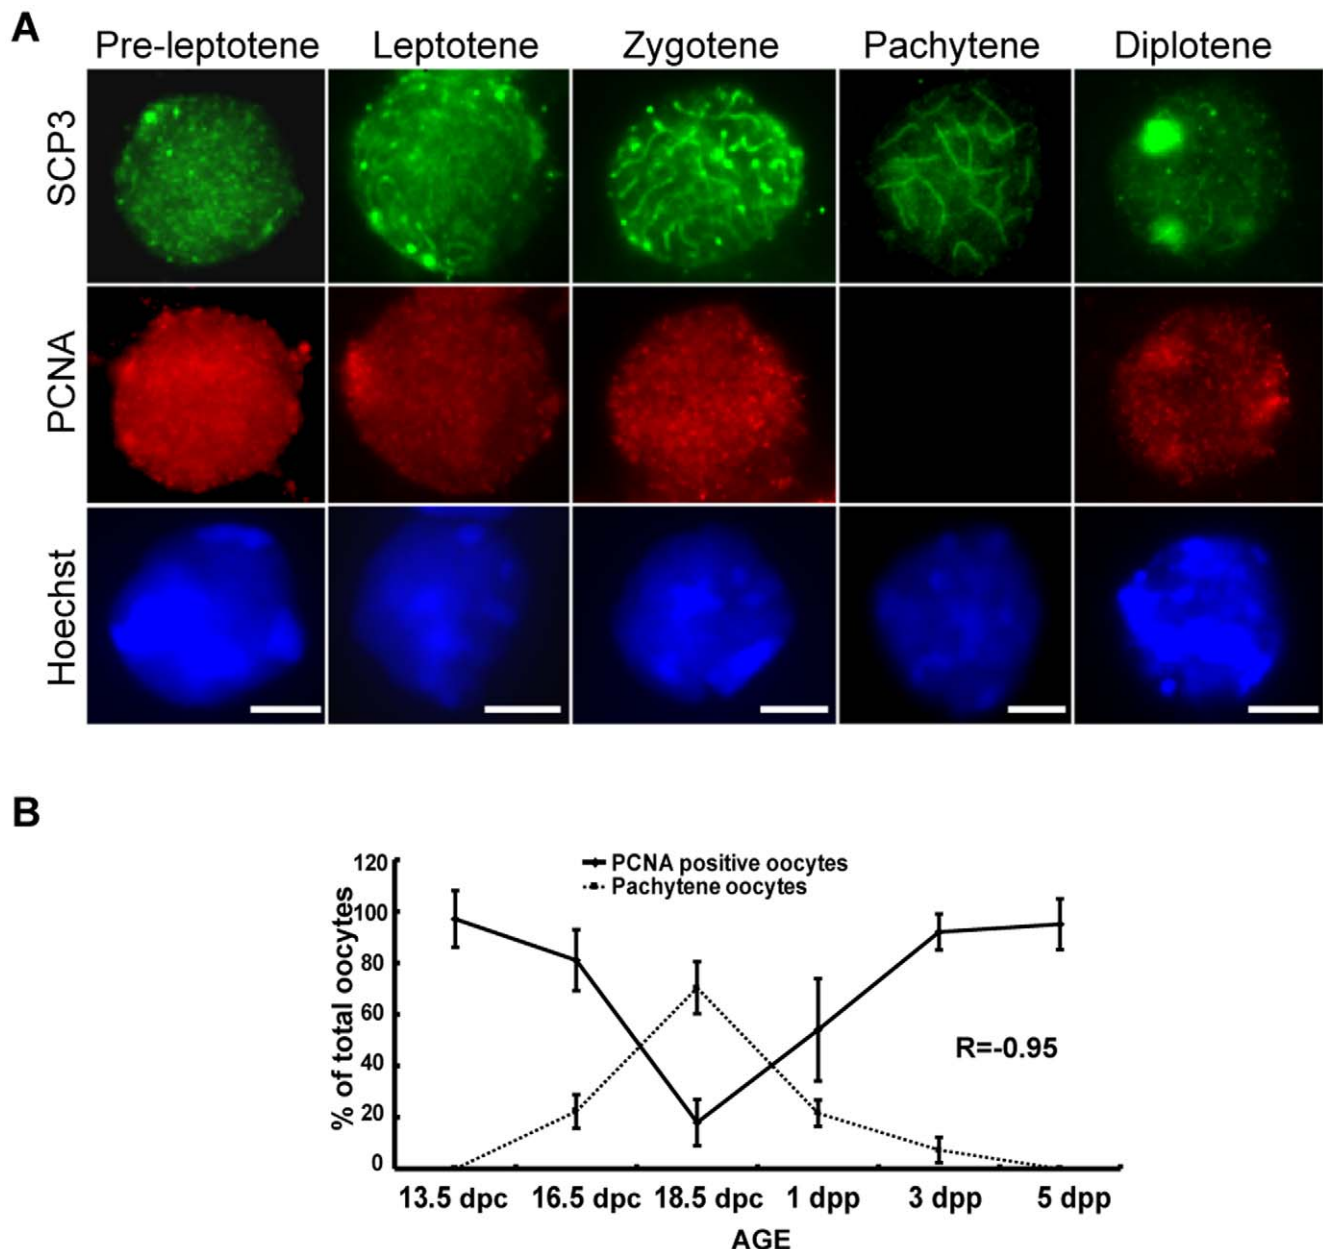 A
Pre-leptotene Leptotene Zygotene Pachytene Diplotene
SCP3
PCNA
Hoechst
B
PCNA positive oocytes
Pachytene oocytes
% of total oocytes
120
100
80
60
40
20
0
R=-0.95
13.5 dpc 16.5 dpc 18.5 dpc 1 dpp 3 dpp 5 dpp
AGE